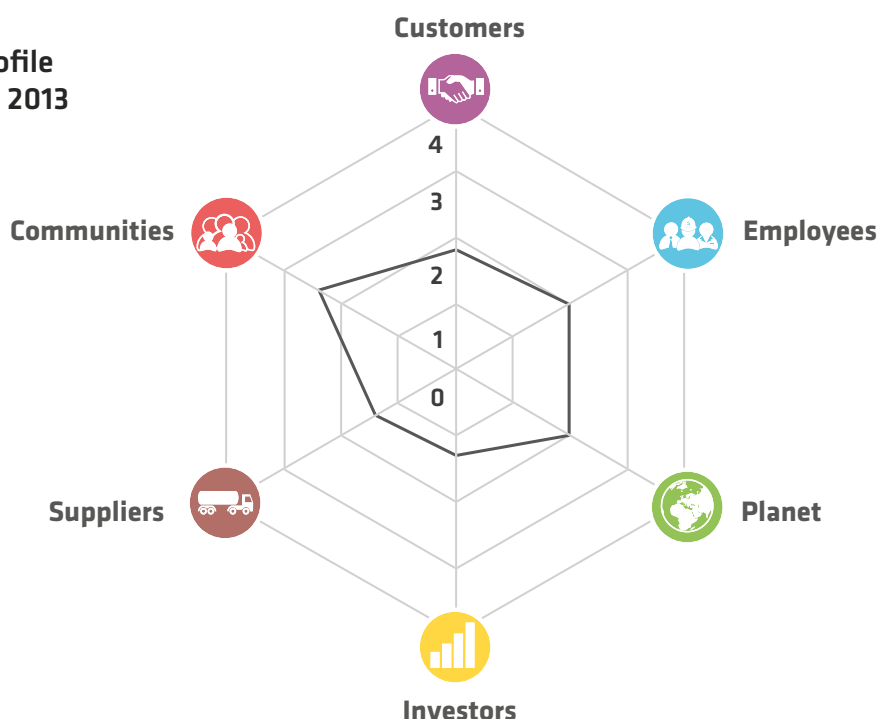 Customers
ofile
2013
4
3
Communities
Employees
2
1
0
Suppliers
Planet
Investors